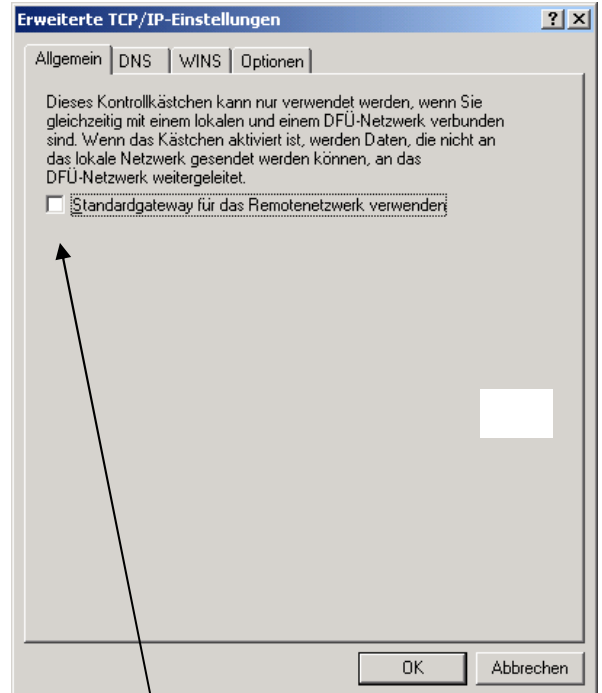 Erweiterte TCP/IP-Einstellungen
Allgemein DNS WINS Optionen
Dieses Kontrollkästchen kann nur verwendet werden, wenn Sie
gleichzeitig mit einem lokalen und einem DFÜ-Netzwerk verbunden
sind. Wenn das Kästchen aktiviert ist, werden Daten, die nicht an
das lokale Netzwerk gesendet werden können, an das
DFÜ-Netzwerk weitergeleitet.
Standardgateway für das Remotenetzwerk verwenden
OK Abbrechen